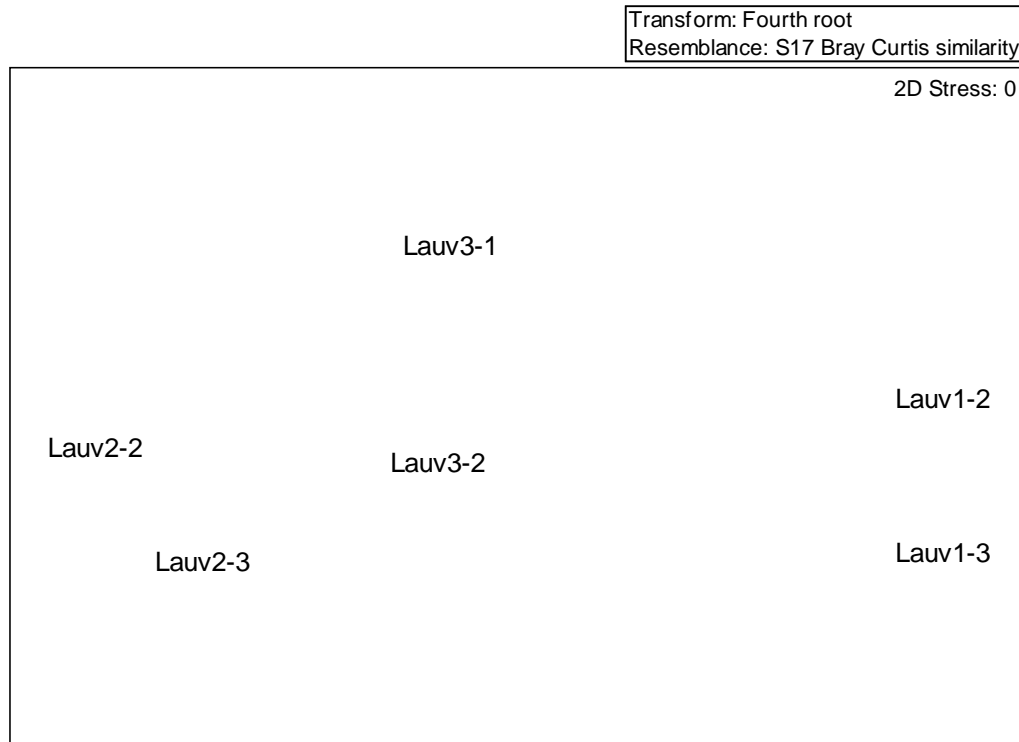 Transform: Fourth root
Resemblance: S17 Bray Curtis similarity
2D Stress: 0
Lauv3-1
Lauv1-2
Lauv2-2
Lauv3-2
Lauv2-3
Lauv1-3